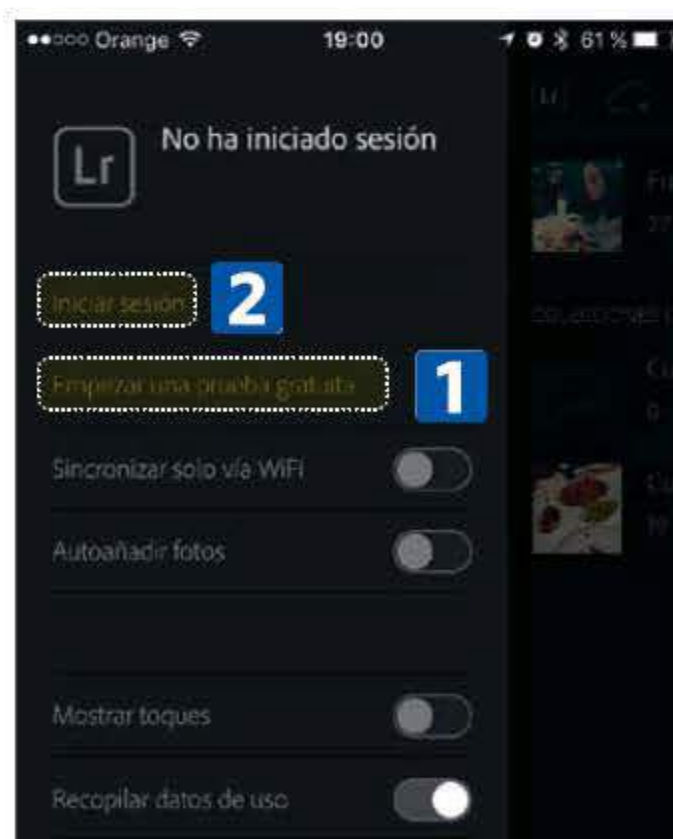 Orange 19:00 61 %
Lr No ha iniciado sesión
Iniciar sesión 2
Empezar una prueba gratuita 1
Sincronizar solo vía WiFi
Autoañadir fotos
Mostrar toques
Recopilar datos de uso
Lr